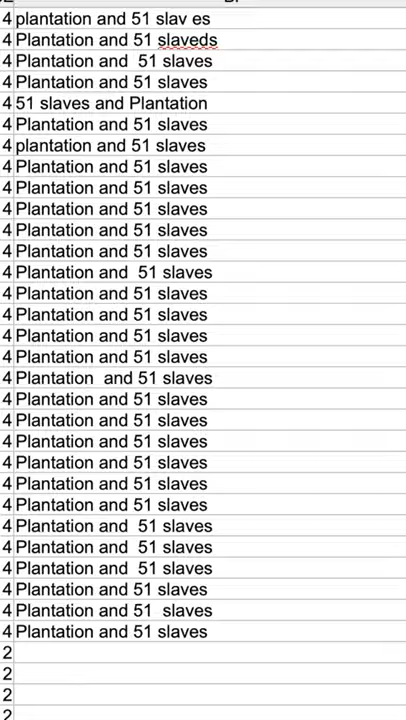 4 plantation and 51 slav es
4 Plantation and 51 slaveds
4 Plantation and  51 slaves
4 Plantation and 51 slaves
4 51 slaves and Plantation
4 Plantation and 51 slaves
4 plantation and 51 slaves
4 Plantation and 51 slaves
4 Plantation and 51 slaves
4 Plantation and 51 slaves
4 Plantation and 51 slaves
4 Plantation and 51 slaves
4 Plantation and  51 slaves
4 Plantation and 51 slaves
4 Plantation and 51 slaves
4 Plantation and 51 slaves
4 Plantation and 51 slaves
4 Plantation  and 51 slaves
4 Plantation and 51 slaves
4 Plantation and 51 slaves
4 Plantation and 51 slaves
4 Plantation and 51 slaves
4 Plantation and 51 slaves
4 Plantation and 51 slaves
4 Plantation and  51 slaves
4 Plantation and  51 slaves
4 Plantation and  51 slaves
4 Plantation and 51 slaves
4 Plantation and 51  slaves
4 Plantation and 51 slaves
2
2
2
2